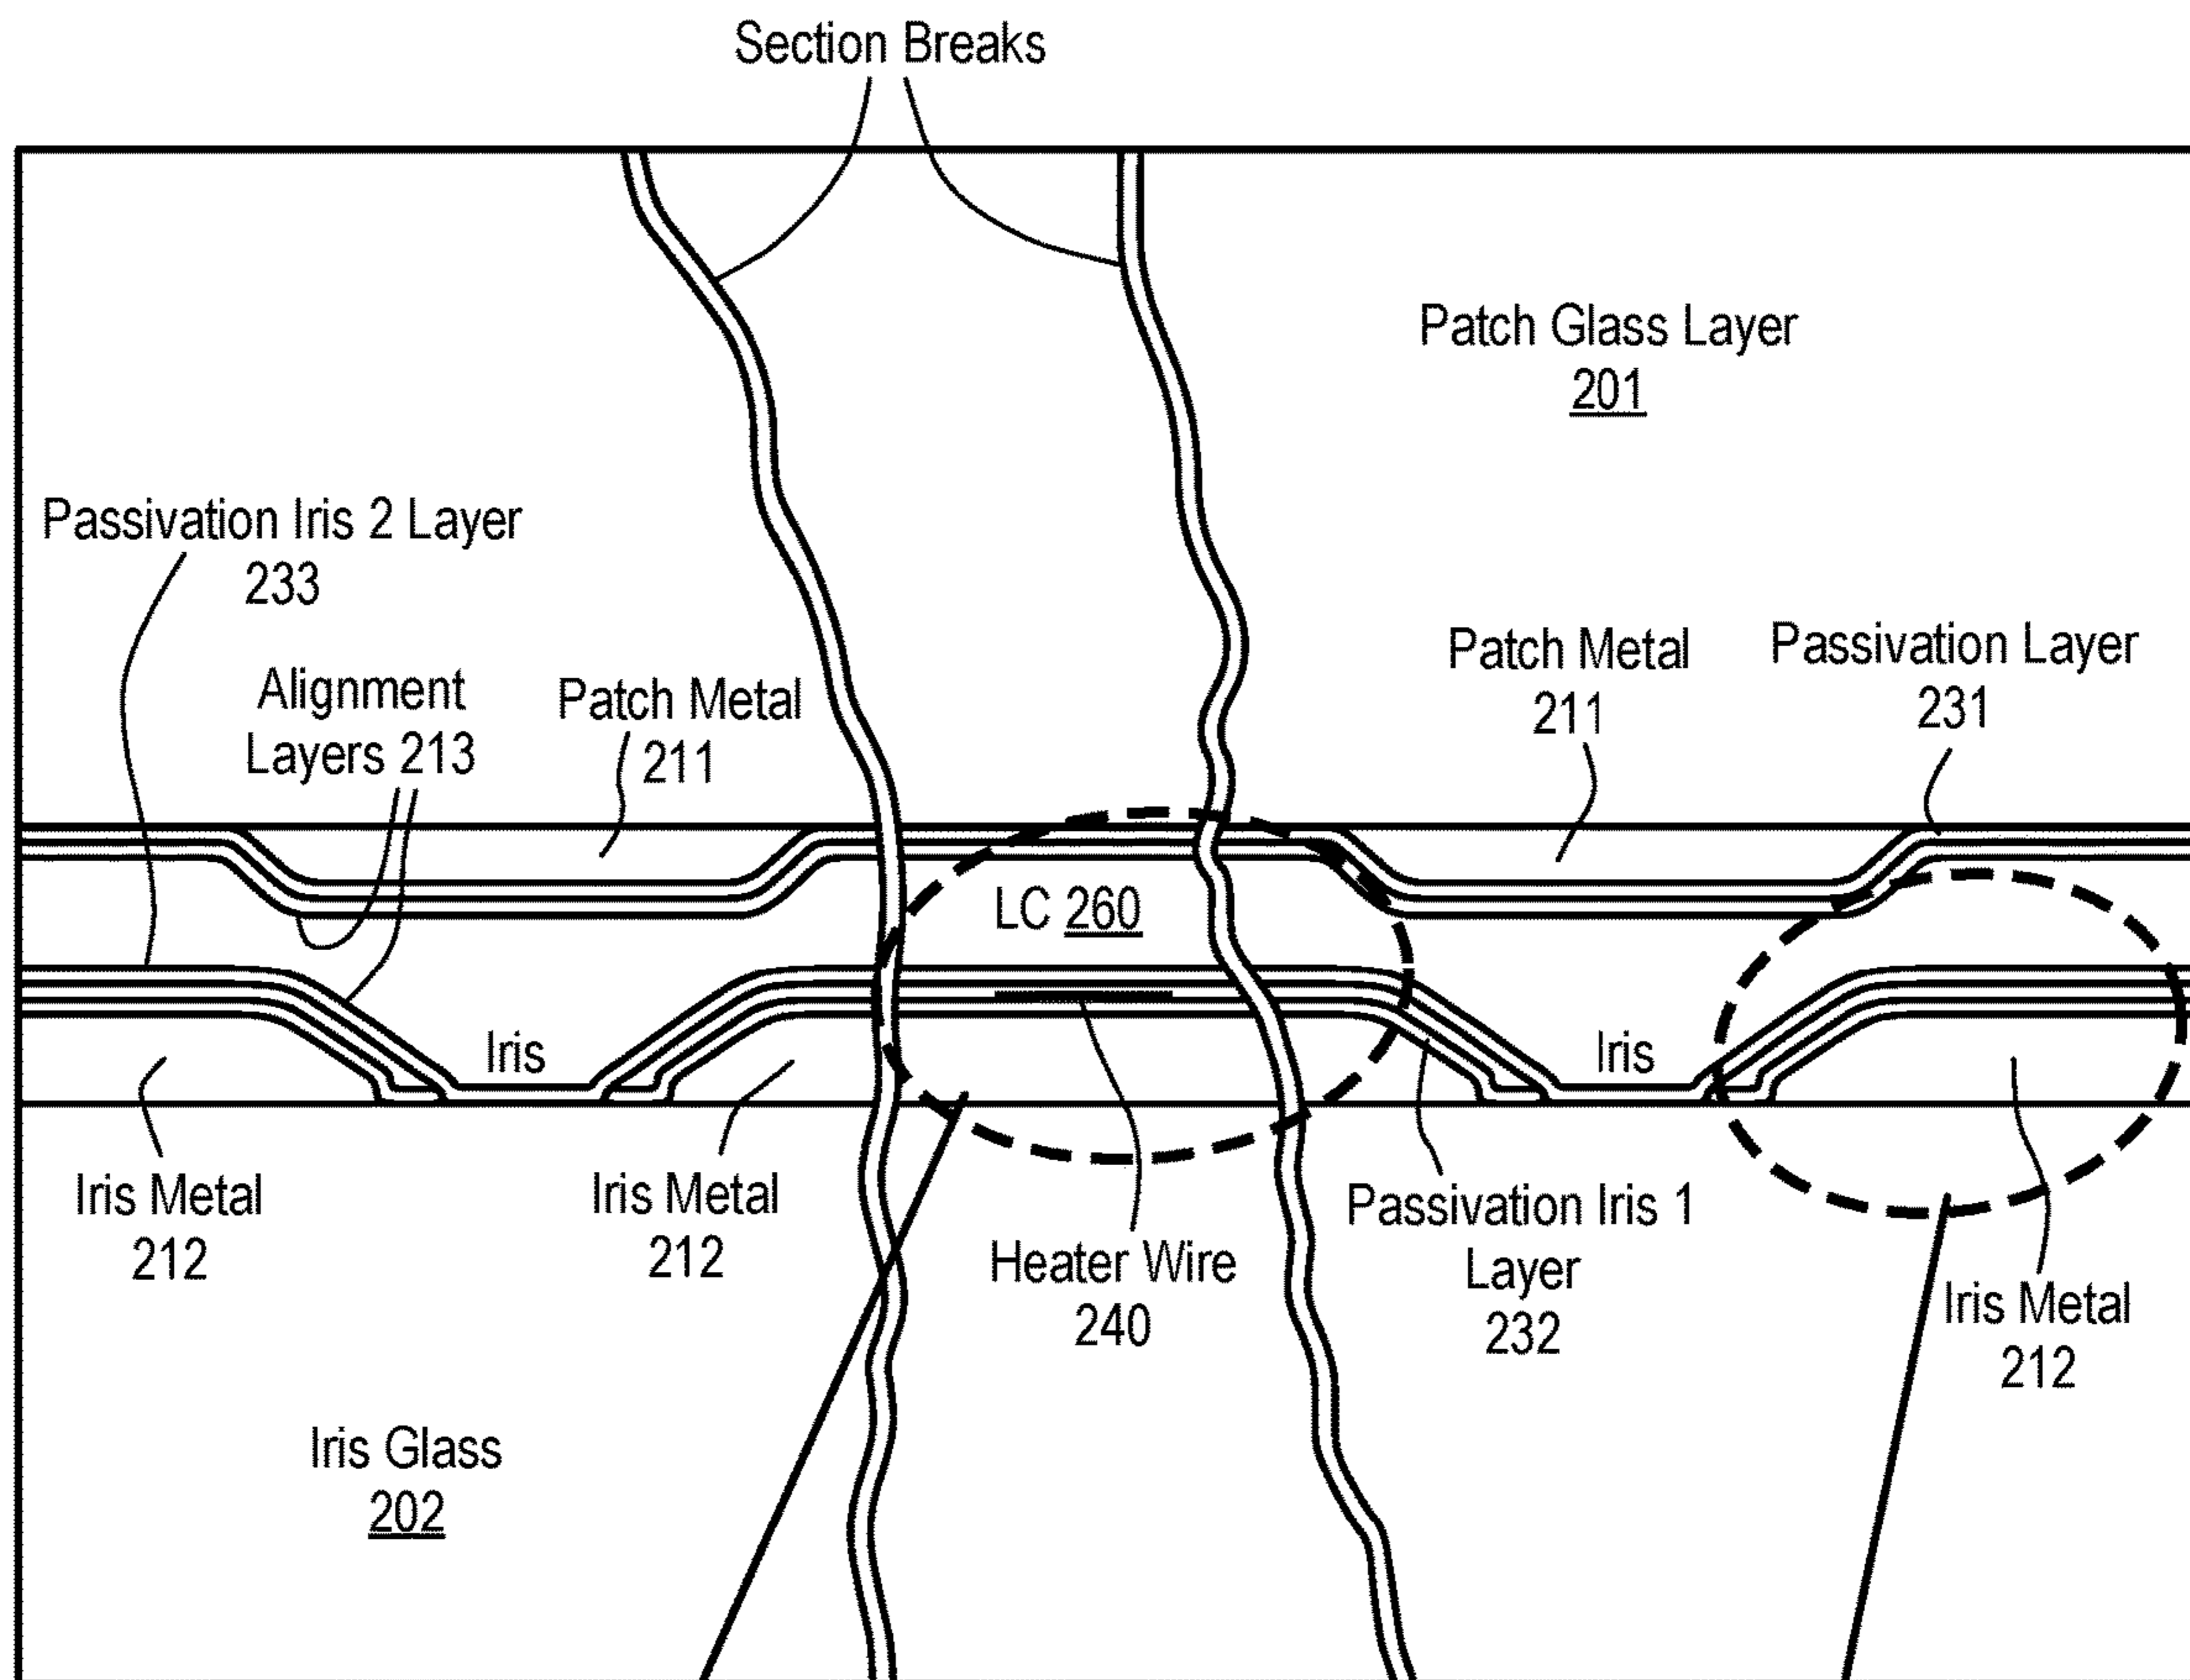 Section Breaks
Patch Glass Layer
201
Passivation Iris 2 Layer
233
Alignment
Layers 213
Patch Metal
211
Patch Metal
211
Passivation Layer
231
LC 260
Iris
Iris
Iris Metal
212
Iris Metal
212
Heater Wire
240
Passivation Iris 1
Layer
232
Iris Metal
212
Iris Glass
202